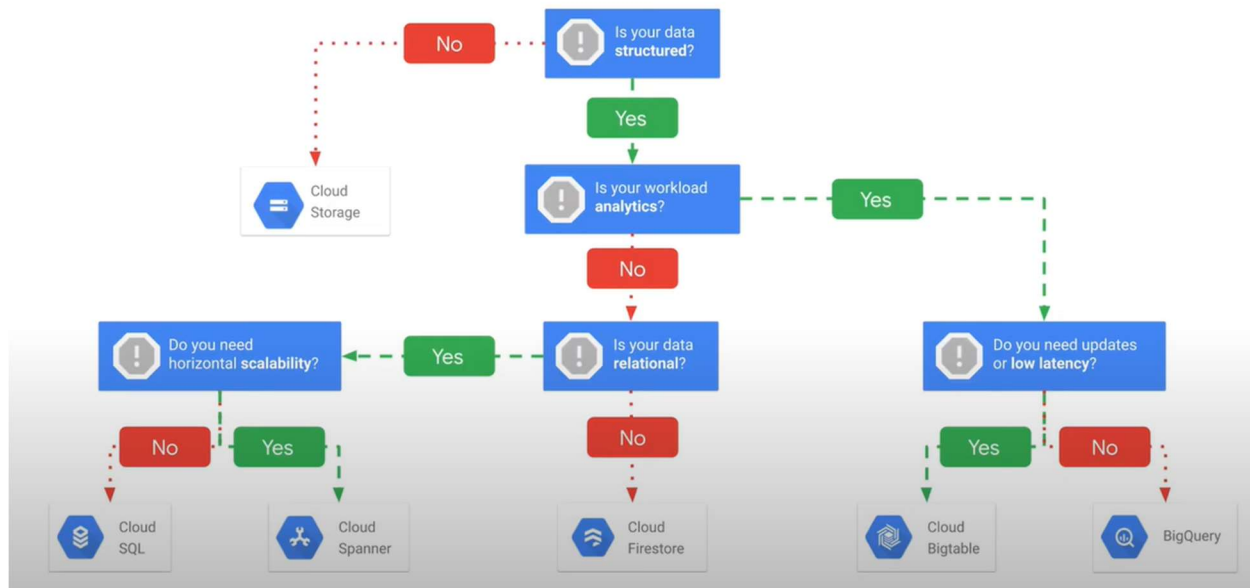 Is your data
structured?
No
Yes
Cloud
Storage
Is your workload
analytics?
Yes
No
Do you need
horizontal scalability?
Yes
Is your data
relational?
Do you need updates
or low latency?
No
Yes
No
Yes
No
Cloud
SQL
Cloud
Spanner
Cloud
Firestore
Cloud
Bigtable
BigQuery